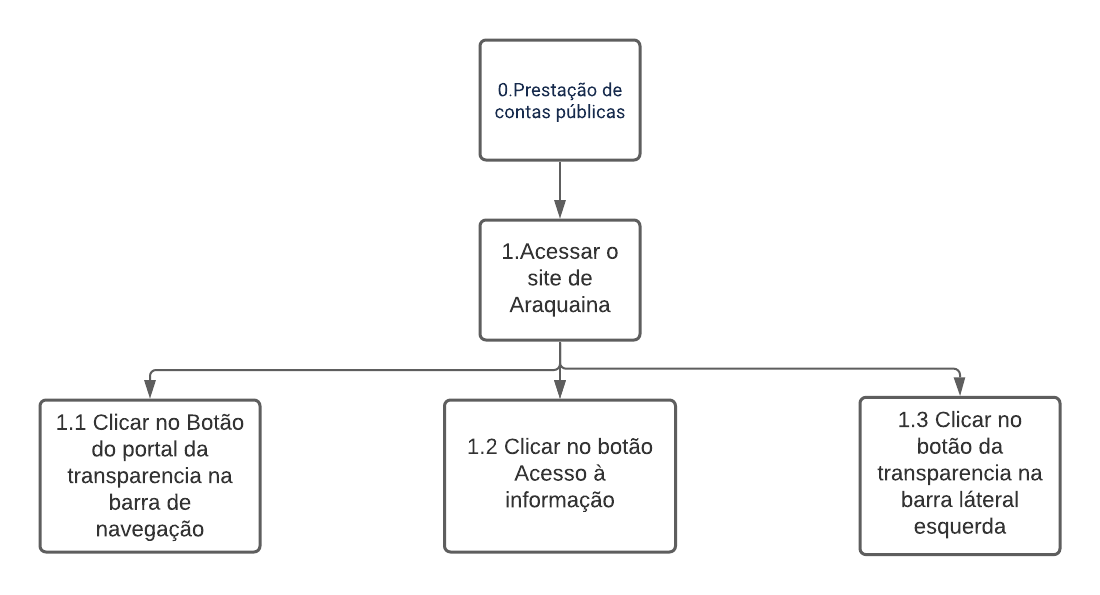 0.Prestação de
contas públicas
1.Acessar o
site de
Araquaina
1.1 Clicar no Botão
do portal da
transparencia na
barra de
navegação
1.2 Clicar no botão
Acesso à
informação
1.3 Clicar no
botão da
transparencia na
barra láteral
esquerda